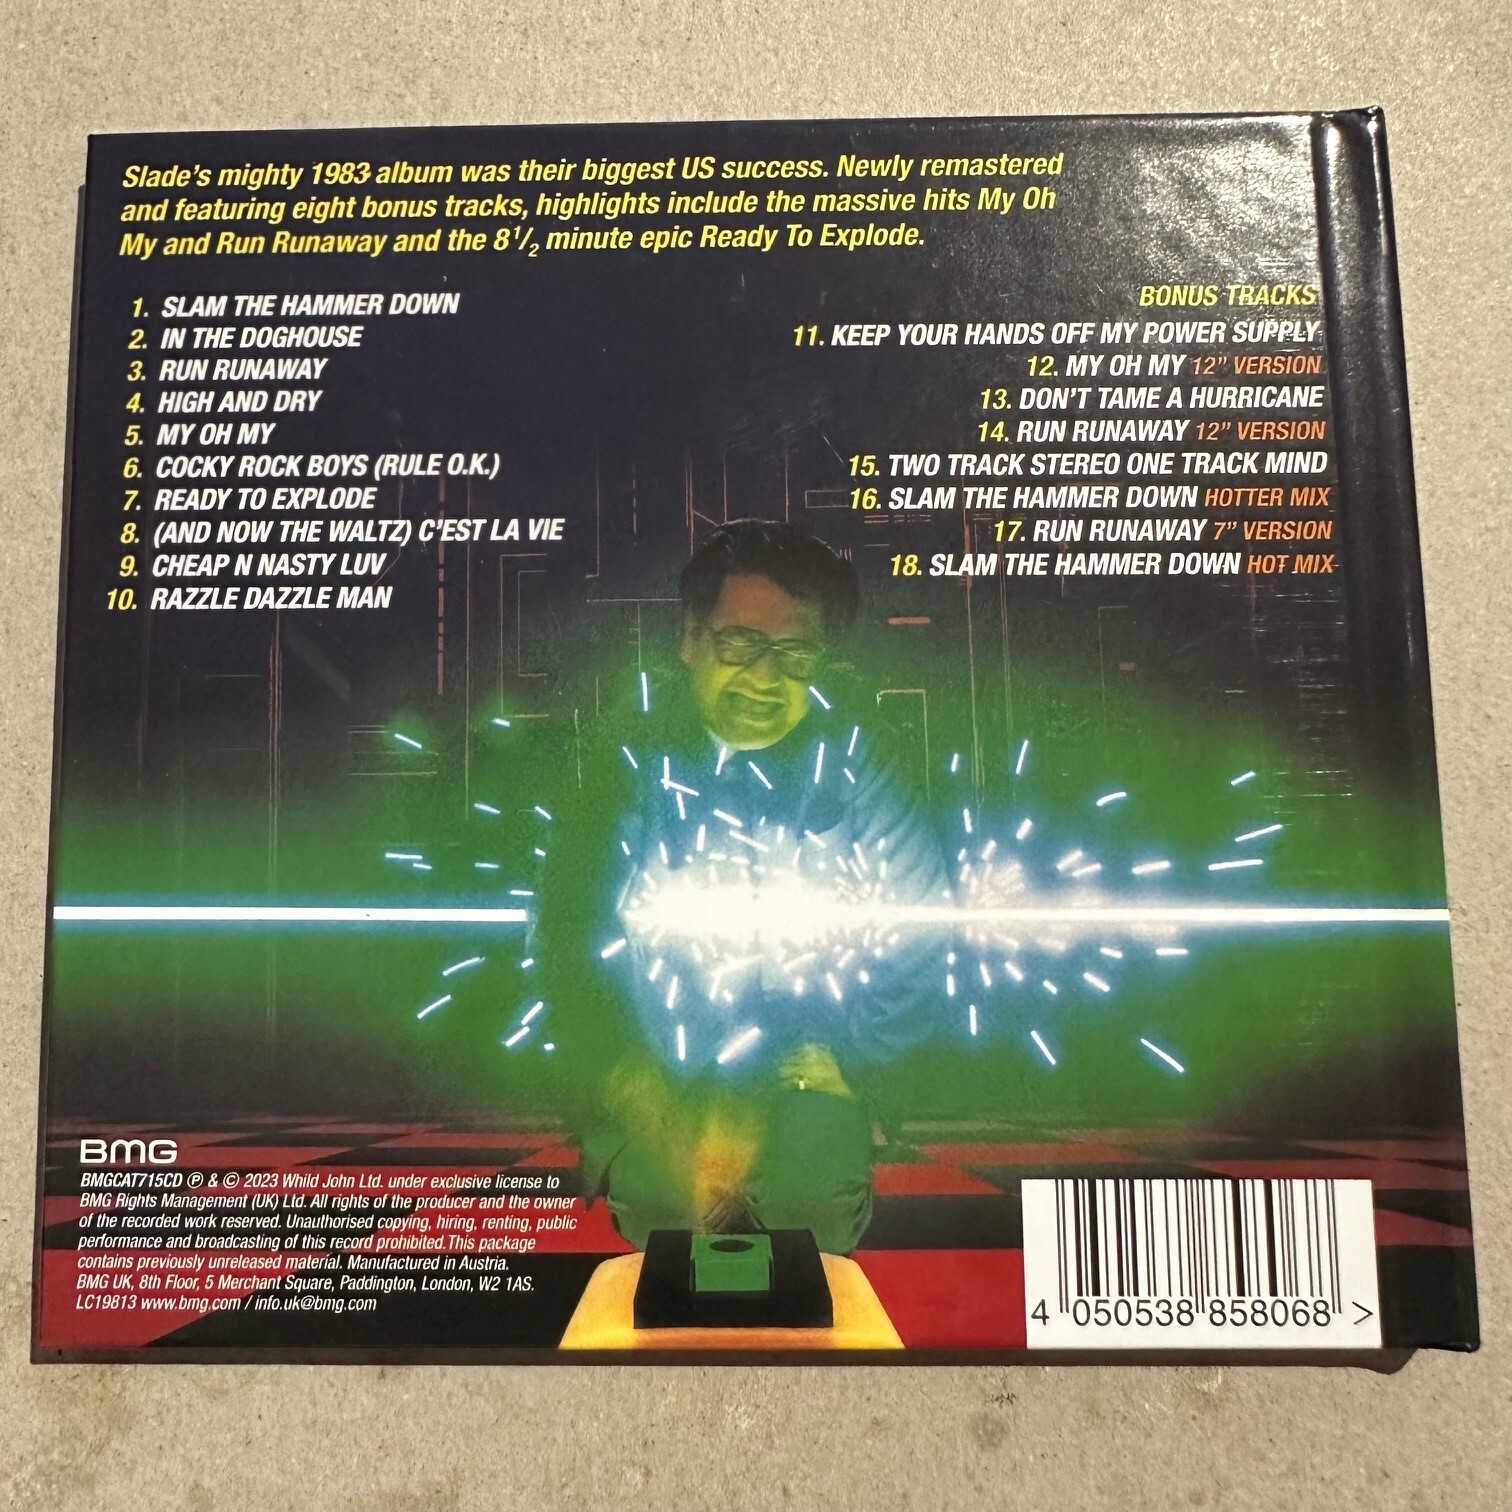 Slade's mighty 1983 album was their biggest US success. Newly remastered
and featuring eight bonus tracks, highlights include the massive hits My Oh
My and Run Runaway and the 8 1/2 minute epic Ready To Explode.
1. SLAM THE HAMMER DOWN
2. IN THE DOGHOUSE
3. RUN RUNAWAY
4. HIGH AND DRY
5. MY OH MY
6. COCKY ROCK BOYS (RULE O.K.)
7. READY TO EXPLODE
8. (AND NOW THE WALTZ) C'EST LA VIE
9. CHEAP N NASTY LUV
10. RAZZLE DAZZLE MAN
BONUS TRACKS
11. KEEP YOUR HANDS OFF MY POWER SUPPLY
12. MY OH MY 12" VERSION
13. DON'T TAME A HURRICANE
14. RUN RUNAWAY 12" VERSION
15. TWO TRACK STEREO ONE TRACK MIND
16. SLAM THE HAMMER DOWN HOTTER MIX
17. RUN RUNAWAY 7" VERSION
18. SLAM THE HAMMER DOWN HOT MIX
BMG
BMGCAT715CD ℗ & © 2023 Whild John Ltd. under exclusive license to
BMG Rights Management (UK) Ltd. All rights of the producer and the owner
of the recorded work reserved. Unauthorised copying, hiring, renting, public
performance and broadcasting of this record prohibited. This package
contains previously unreleased material. Manufactured in Austria.
BMG UK, 8th Floor, 5 Merchant Square, Paddington, London, W2 1AS.
LC19813 www.bmg.com / info.uk@bmg.com
4 050538 858068 >